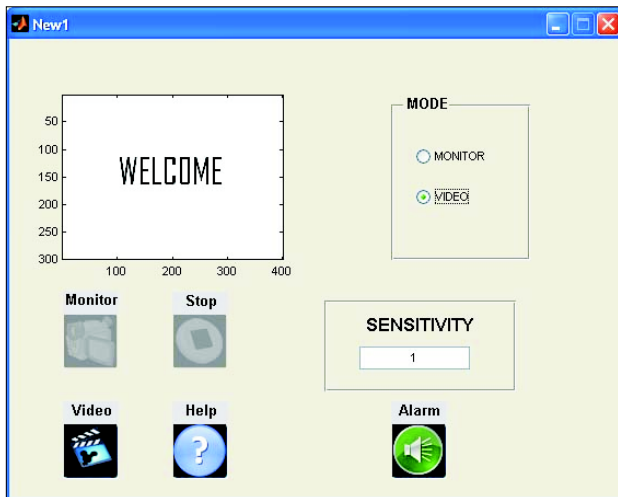 New1
MODE
MONITOR
VIDEO
50
100
150
200
250
300
WELCOME
100
200
300
400
Monitor
Stop
SENSITIVITY
1
Video
Help
Alarm
?